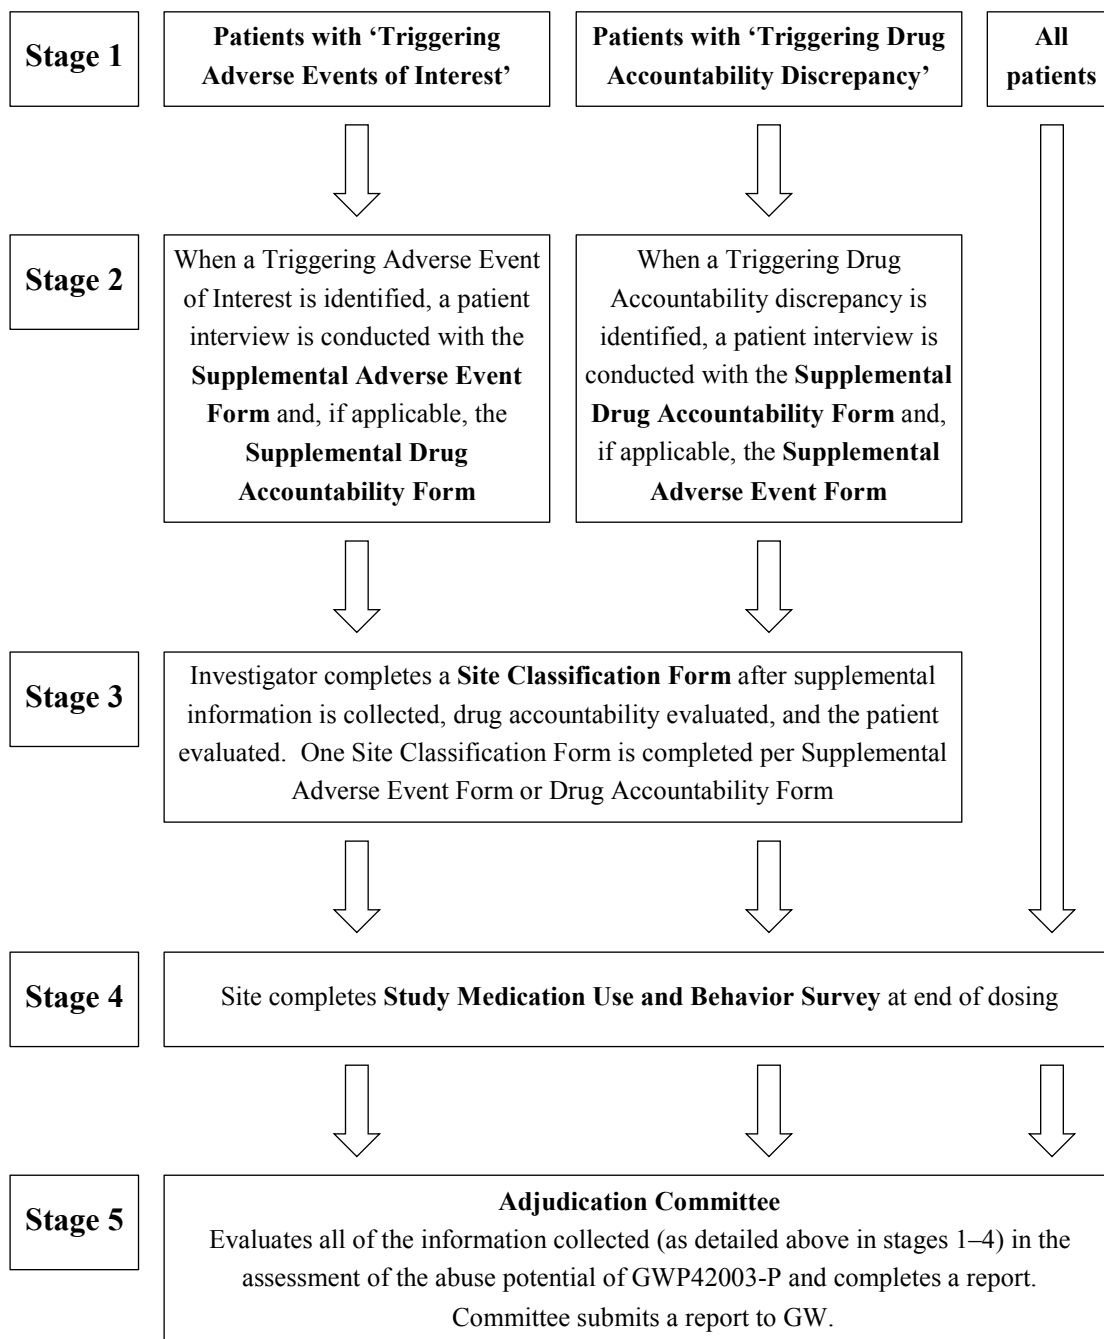 Stage 1
Patients with ‘Triggering
Adverse Events of Interest’
Patients with ‘Triggering Drug
Accountability Discrepancy’
All
patients
Stage 2
When a Triggering Adverse Event
of Interest is identified, a patient
interview is conducted with the
Supplemental Adverse Event
Form and, if applicable, the
Supplemental Drug
Accountability Form
When a Triggering Drug
Accountability discrepancy is
identified, a patient interview is
conducted with the Supplemental
Drug Accountability Form and,
if applicable, the Supplemental
Adverse Event Form
Stage 3
Investigator completes a Site Classification Form after supplemental
information is collected, drug accountability evaluated, and the patient
evaluated.  One Site Classification Form is completed per Supplemental
Adverse Event Form or Drug Accountability Form
Stage 4
Site completes Study Medication Use and Behavior Survey at end of dosing
Stage 5
Adjudication Committee
Evaluates all of the information collected (as detailed above in stages 1–4) in the
assessment of the abuse potential of GWP42003-P and completes a report.
Committee submits a report to GW.